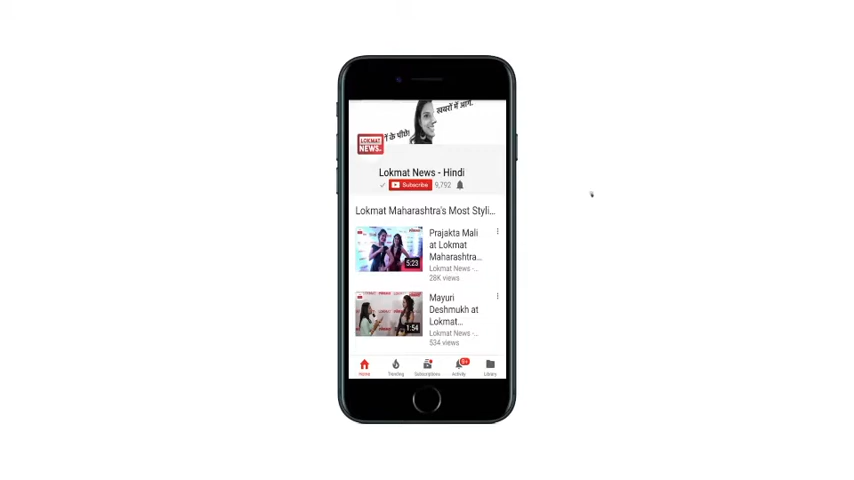 खबरों में आगे,
के पीछे!
LOKMAT
NEWS
Lokmat News - Hindi
Subscribe 9,792
Lokmat Maharashtra's Most Styli...
Prajakta Mali
at Lokmat
Maharashtra...
Lokmat News -...
28K views
5:23
Mayuri
Deshmukh at
Lokmat...
Lokmat News -...
534 views
1:54
Home Trending Subscriptions Activity Library
9+